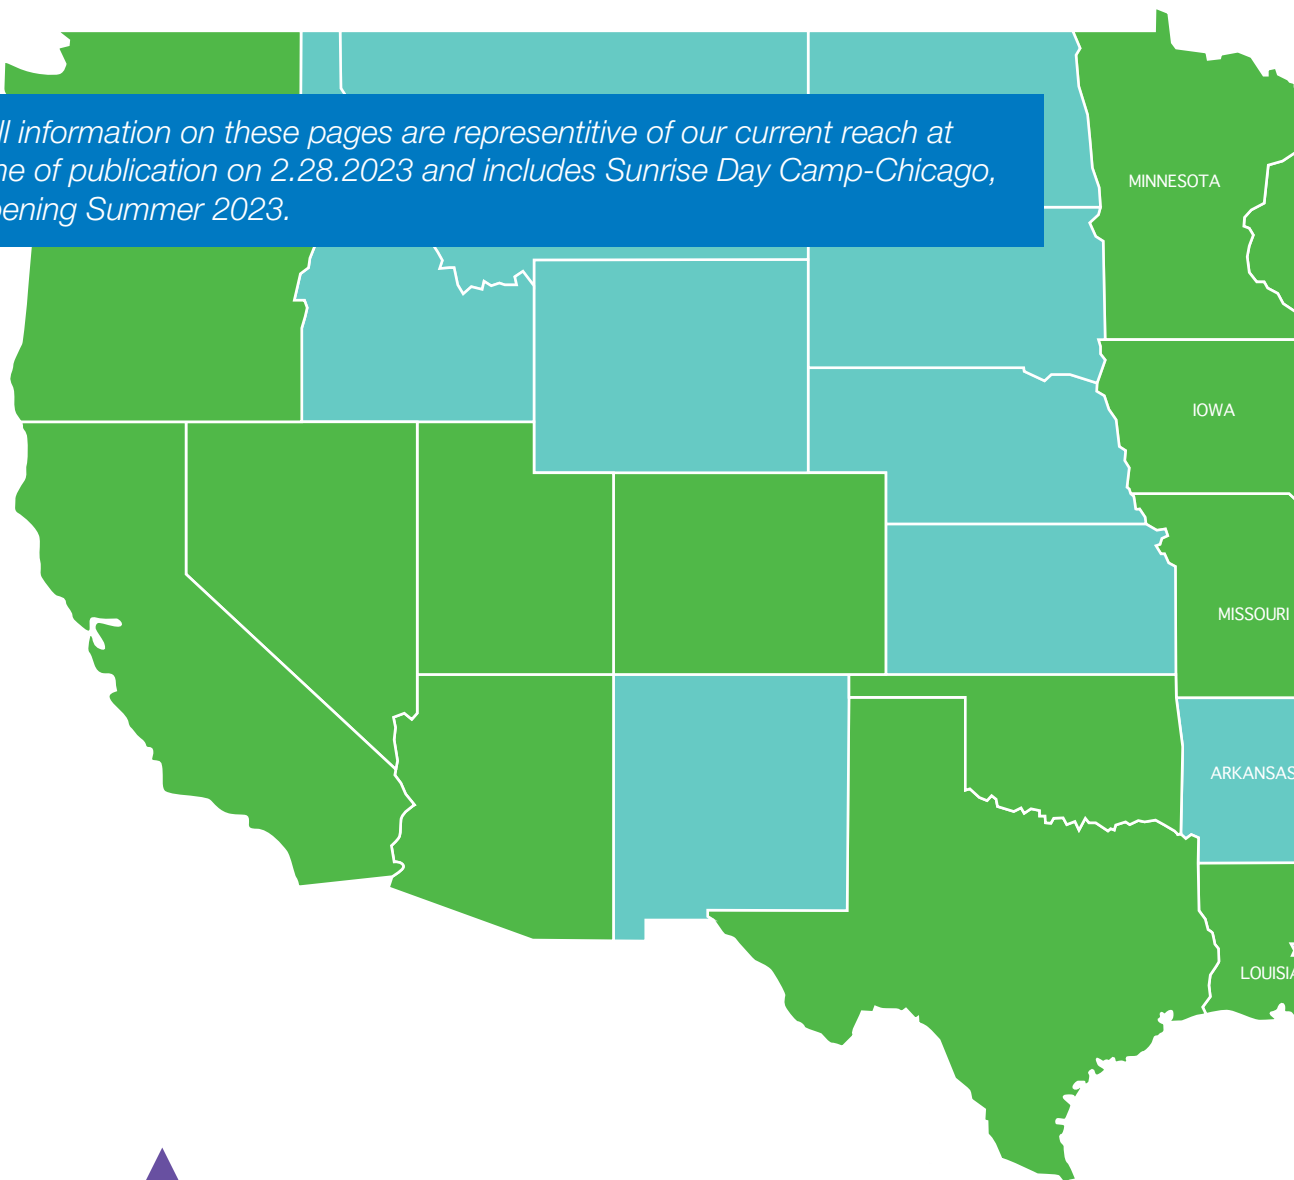 ll information on these pages are representitive of our current reach at
ne of publication on 2.28.2023 and includes Sunrise Day Camp-Chicago,
pening Summer 2023.
MINNESOTA
IOWA
MISSOURI
ARKANSAS
LOUISIA